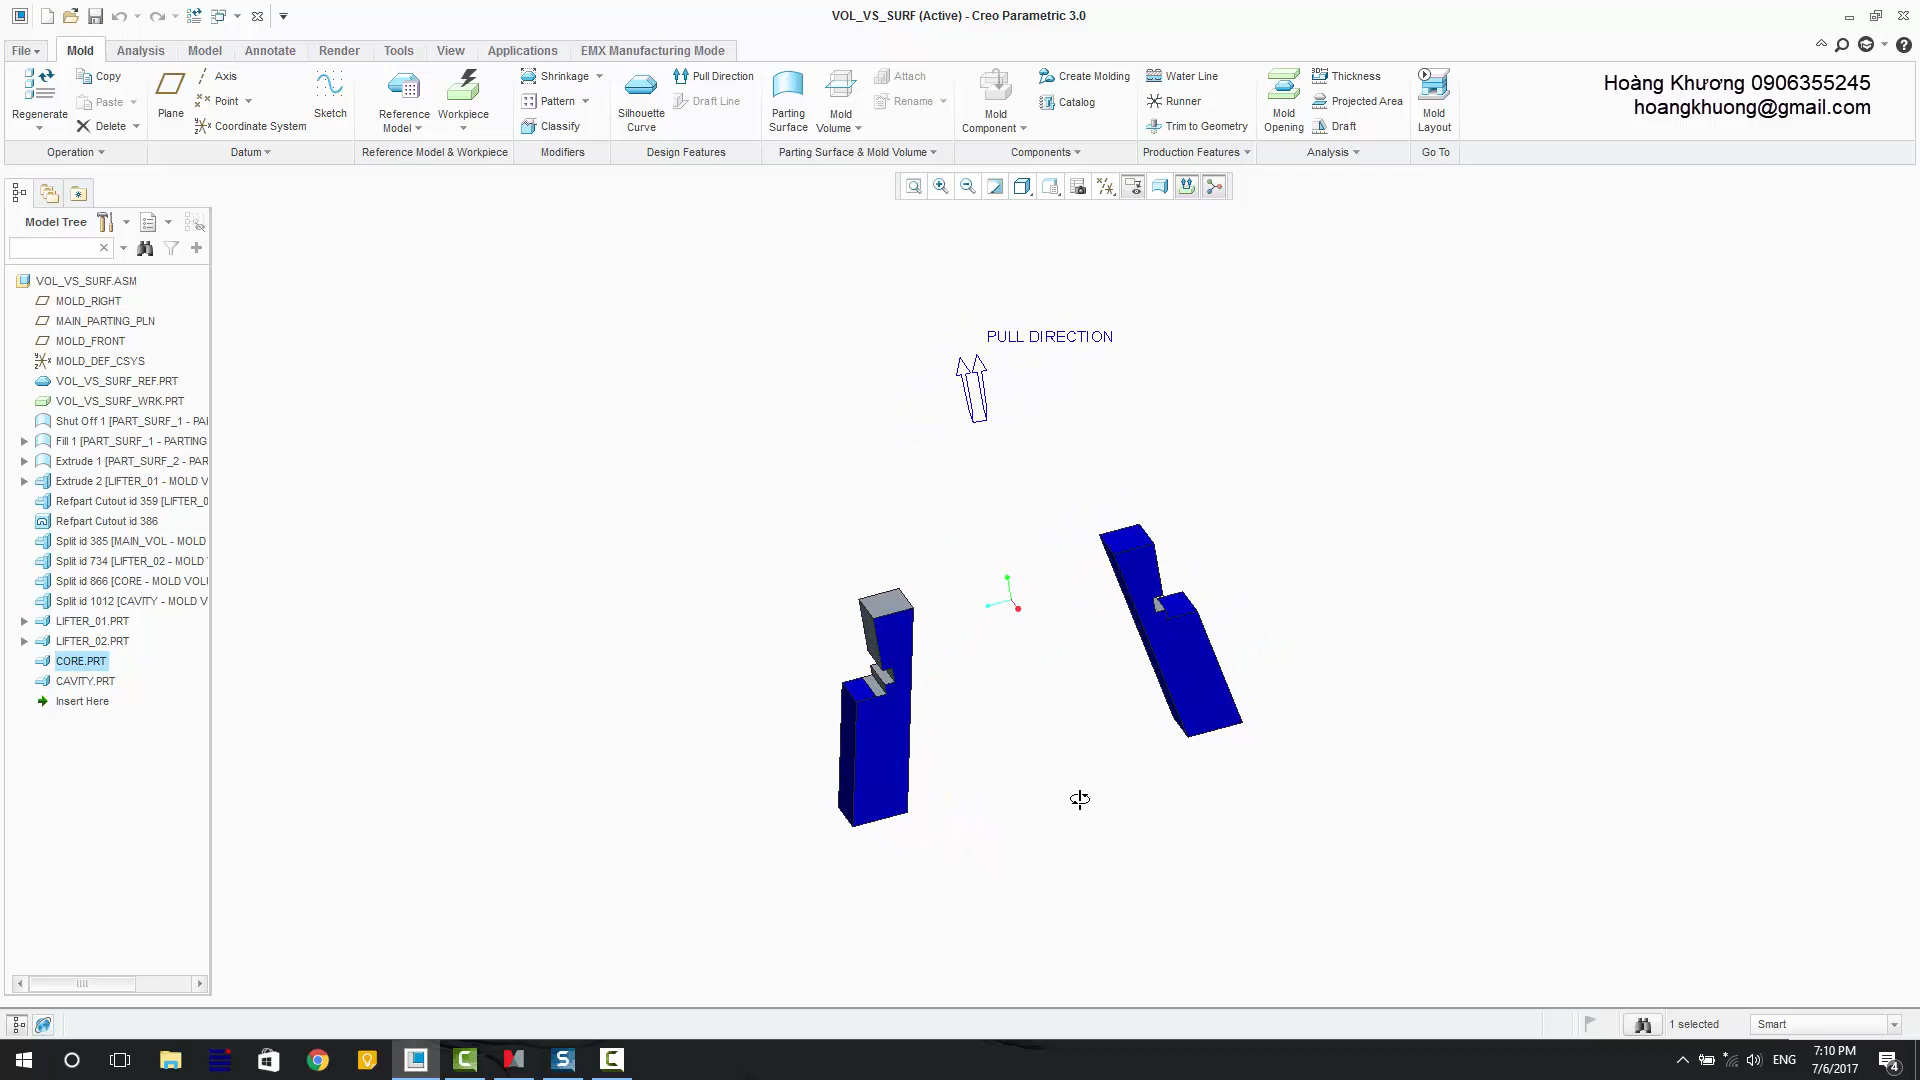 VOL_VS_SURF (Active) - Creo Parametric 3.0
File
Mold
Analysis
Model
Annotate
Render
Tools
View
Applications
EMX Manufacturing Mode
Regenerate
Copy
Paste
Delete
Operation
Plane
Axis
Point
Coordinate System
Sketch
Datum
Reference Model
Workpiece
Reference Model & Workpiece
Shrinkage
Pattern
Classify
Modifiers
Silhouette Curve
Pull Direction
Draft Line
Design Features
Parting Surface
Mold Volume
Attach
Rename
Parting Surface & Mold Volume
Mold Component
Create Molding
Catalog
Components
Water Line
Runner
Trim to Geometry
Production Features
Mold Opening
Thickness
Projected Area
Draft
Analysis
Mold Layout
Go To
Hoàng Khương 0906355245
hoangkhuong@gmail.com
Model Tree
VOL_VS_SURF.ASM
MOLD_RIGHT
MAIN_PARTING_PLN
MOLD_FRONT
MOLD_DEF_CSYS
VOL_VS_SURF_REF.PRT
VOL_VS_SURF_WRK.PRT
Shut Off 1 [PART_SURF_1 - PAI
Fill 1 [PART_SURF_1 - PARTING
Extrude 1 [PART_SURF_2 - PAR
Extrude 2 [LIFTER_01 - MOLD V
Refpart Cutout id 359 [LIFTER_0
Refpart Cutout id 386
Split id 385 [MAIN_VOL - MOLD
Split id 734 [LIFTER_02 - MOLD
Split id 866 [CORE - MOLD VOLU
Split id 1012 [CAVITY - MOLD V
LIFTER_01.PRT
LIFTER_02.PRT
CORE.PRT
CAVITY.PRT
Insert Here
PULL DIRECTION
1 selected
Smart
ENG
7:10 PM
7/6/2017
4